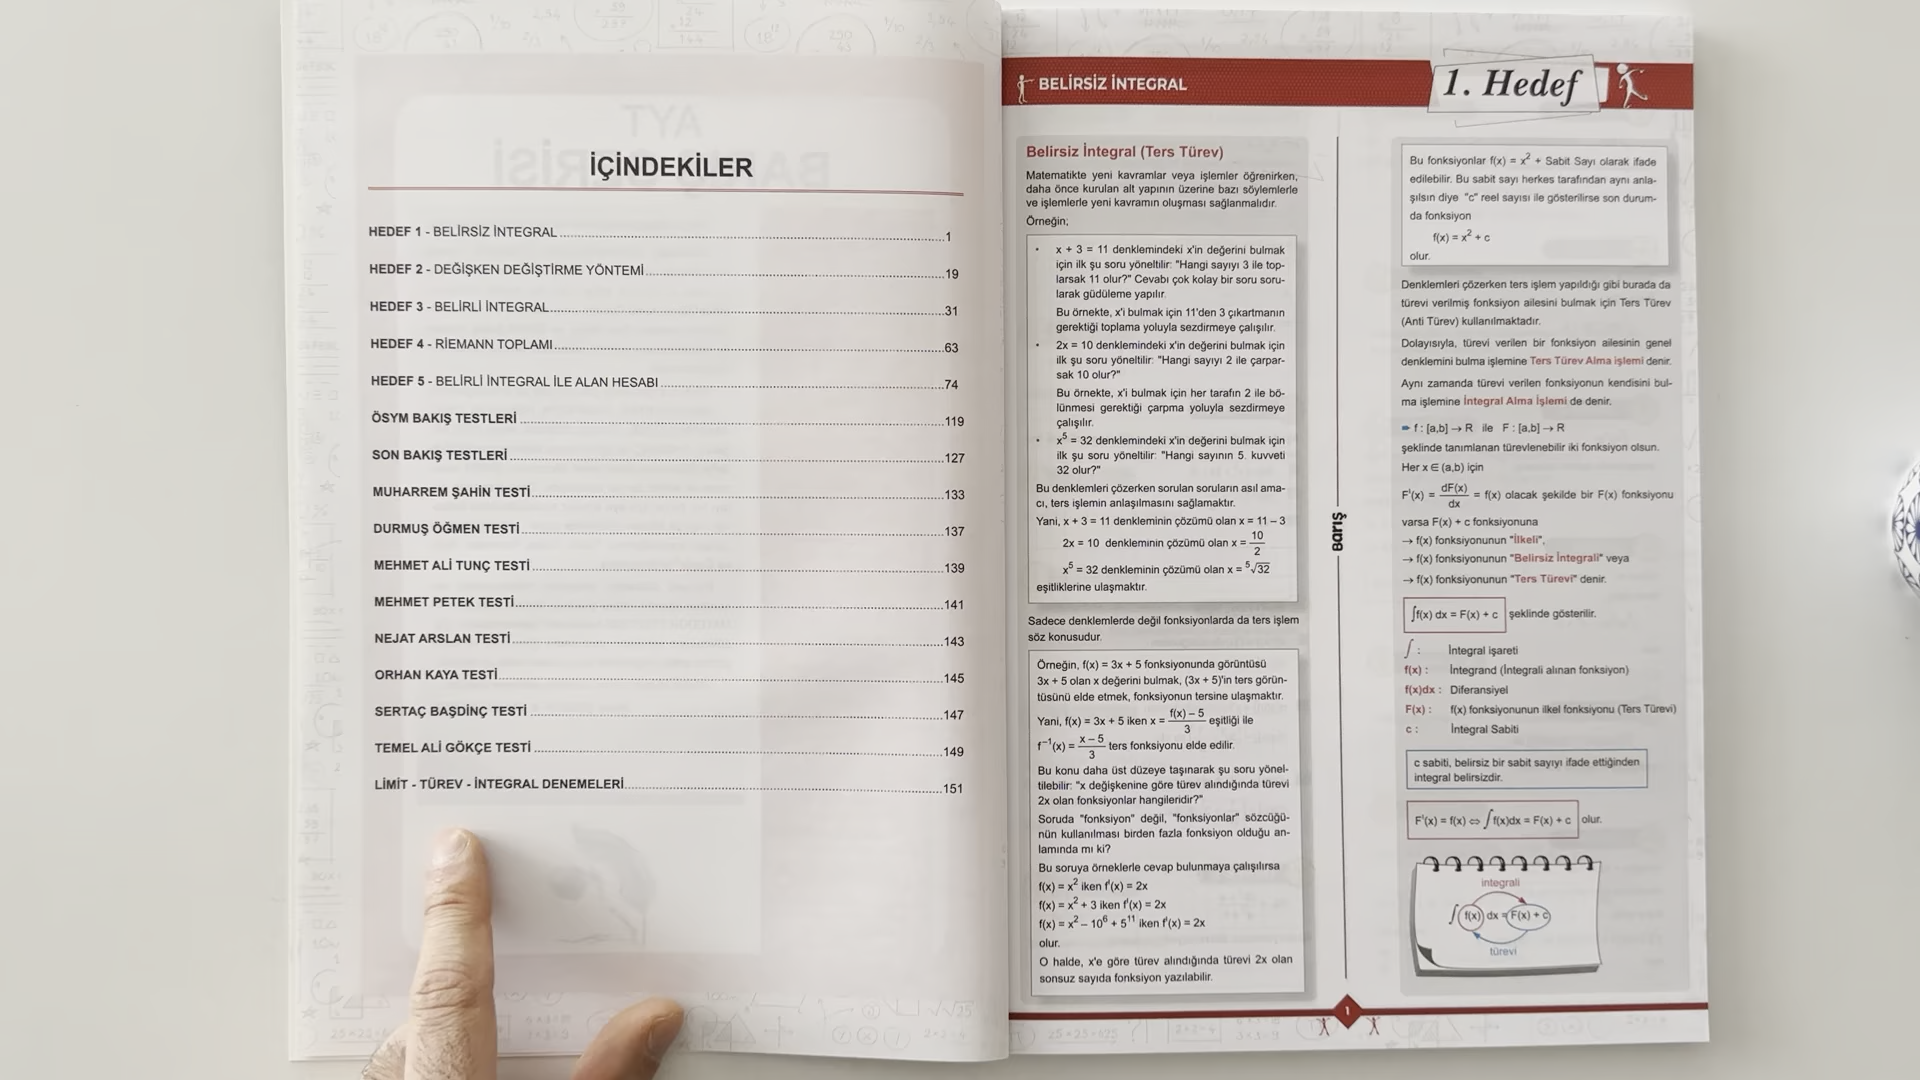 İÇİNDEKİLER
HEDEF 1 - BELİRSİZ İNTEGRAL 1
HEDEF 2 - DEĞİŞKEN DEĞİŞTİRME YÖNTEMİ 19
HEDEF 3 - BELİRLİ İNTEGRAL 31
HEDEF 4 - RİEMANN TOPLAMI 63
HEDEF 5 - BELİRLİ İNTEGRAL İLE ALAN HESABI 74
ÖSYM BAKIŞ TESTLERİ 119
SON BAKIŞ TESTLERİ 127
MUHARREM ŞAHİN TESTİ 133
DURMUŞ ÖĞMEN TESTİ 137
MEHMET ALİ TUNÇ TESTİ 139
MEHMET PETEK TESTİ 141
NEJAT ARSLAN TESTİ 143
ORHAN KAYA TESTİ 145
SERTAÇ BAŞDİNÇ TESTİ 147
TEMEL ALİ GÖKÇE TESTİ 149
LİMİT - TÜREV - İNTEGRAL DENEMELERİ 151
BELİRSİZ İNTEGRAL
1. Hedef
Belirsiz İntegral (Ters Türev)
Matematikte yeni kavramlar veya işlemler öğrenirken,
daha önce kurulan alt yapının üzerine bazı söylemlerle
ve işlemlerle yeni kavramın oluşması sağlanmalıdır.
Örneğin;
• x + 3 = 11 denklemindeki x'in değerini bulmak
için ilk şu soru yöneltilir: "Hangi sayıyı 3 ile top-
larsak 11 olur?" Cevabı çok kolay bir soru soru-
larak güdüleme yapılır.
Bu örnekte, x'i bulmak için 11'den 3 çıkartmanın
gerektiği toplama yoluyla sezdirmeye çalışılır.
• 2x = 10 denklemindeki x'in değerini bulmak için
ilk şu soru yöneltilir: "Hangi sayıyı 2 ile çarpar-
sak 10 olur?"
Bu örnekte, x'i bulmak için her tarafın 2 ile bö-
lünmesi gerektiği çarpma yoluyla sezdirmeye
çalışılır.
• x⁵ = 32 denklemindeki x'in değerini bulmak için
ilk şu soru yöneltilir: "Hangi sayının 5. kuvveti
32 olur?"
Bu denklemleri çözerken sorulan soruların asıl ama-
cı, ters işlemin anlaşılmasını sağlamaktır.
Yani, x + 3 = 11 denkleminin çözümü olan x = 11 – 3
2x = 10 denkleminin çözümü olan x = 10/2
x⁵ = 32 denkleminin çözümü olan x = ⁵√32
eşitliklerine ulaşmaktır.
Sadece denklemlerde değil fonksiyonlarda da ters işlem
söz konusudur.
Örneğin, f(x) = 3x + 5 fonksiyonunda görüntüsü
3x + 5 olan x değerini bulmak, (3x + 5)'in ters görün-
tüsünü elde etmek, fonksiyonun tersine ulaşmaktır.
Yani, f(x) = 3x + 5 iken x = (f(x) – 5)/3 eşitliği ile
f⁻¹(x) = (x – 5)/3 ters fonksiyonu elde edilir.
Bu konu daha üst düzeye taşınarak şu soru yönel-
tilebilir: "x değişkenine göre türev alındığında türevi
2x olan fonksiyonlar hangileridir?"
Soruda "fonksiyon" değil, "fonksiyonlar" sözcüğü-
nün kullanılması birden fazla fonksiyon olduğu an-
lamında mı ki?
Bu soruya örneklerle cevap bulunmaya çalışılırsa
f(x) = x² iken f'(x) = 2x
f(x) = x² + 3 iken f'(x) = 2x
f(x) = x² – 10⁶ + 5¹¹ iken f'(x) = 2x
olur.
O halde, x'e göre türev alındığında türevi 2x olan
sonsuz sayıda fonksiyon yazılabilir.
BARIŞ
Bu fonksiyonlar f(x) = x² + Sabit Sayı olarak ifade
edilebilir. Bu sabit sayı herkes tarafından aynı anla-
şılsın diye "c" reel sayısı ile gösterilirse son durum-
da fonksiyon
f(x) = x² + c
olur.
Denklemleri çözerken ters işlem yapıldığı gibi burada da
türevi verilmiş fonksiyon ailesini bulmak için Ters Türev
(Anti Türev) kullanılmaktadır.
Dolayısıyla, türevi verilen bir fonksiyon ailesinin genel
denklemini bulma işlemine Ters Türev Alma işlemi denir.
Aynı zamanda türevi verilen fonksiyonun kendisini bul-
ma işlemine İntegral Alma İşlemi de denir.
f : [a,b] → R ile F : [a,b] → R
şeklinde tanımlanan türevlenebilir iki fonksiyon olsun.
Her x ∈ (a,b) için
F'(x) = dF(x)/dx = f(x) olacak şekilde bir F(x) fonksiyonu
varsa F(x) + c fonksiyonuna
→ f(x) fonksiyonunun "İlkeli",
→ f(x) fonksiyonunun "Belirsiz İntegrali" veya
→ f(x) fonksiyonunun "Ters Türevi" denir.
∫f(x) dx = F(x) + c şeklinde gösterilir.
∫ : İntegral işareti
f(x) : İntegrand (İntegrali alınan fonksiyon)
f(x)dx : Diferansiyel
F(x) : f(x) fonksiyonunun ilkel fonksiyonu (Ters Türevi)
c : İntegral Sabiti
c sabiti, belirsiz bir sabit sayıyı ifade ettiğinden
integral belirsizdir.
F'(x) = f(x) ⇔ ∫f(x)dx = F(x) + c olur.
integrali
∫ f(x) dx = F(x) + c
türevi
1